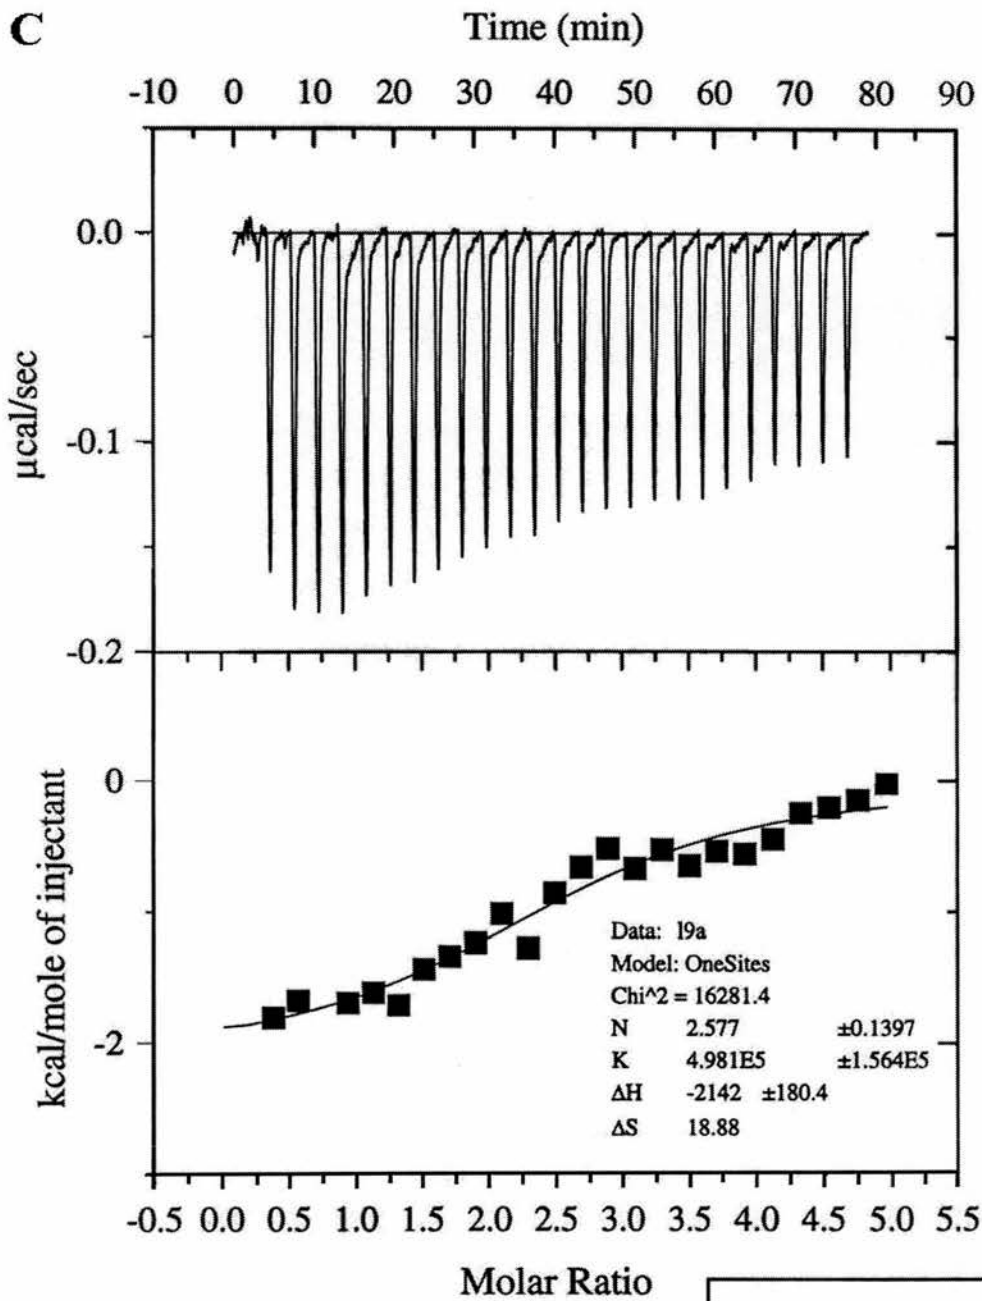 C
Time (min)
-10 0 10 20 30 40 50 60 70 80 90
0.0
-0.1
-0.2
µcal/sec
0
-2
kcal/mole of injectant
Data: l9a
Model: OneSites
Chi^2 = 16281.4
N 2.577 ±0.1397
K 4.981E5 ±1.564E5
ΔH -2142 ±180.4
ΔS 18.88
-0.5 0.0 0.5 1.0 1.5 2.0 2.5 3.0 3.5 4.0 4.5 5.0 5.5
Molar Ratio